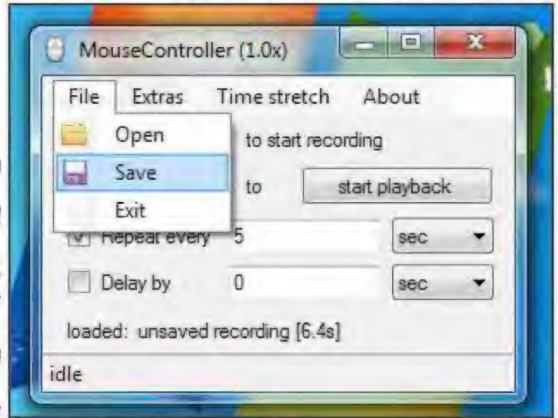 MouseController (1.0x)
File Extras Time stretch About
Open to start recording
Save to start playback
Exit
Repeat every 5 sec
Delay by 0 sec
loaded: unsaved recording [6.4s]
idle